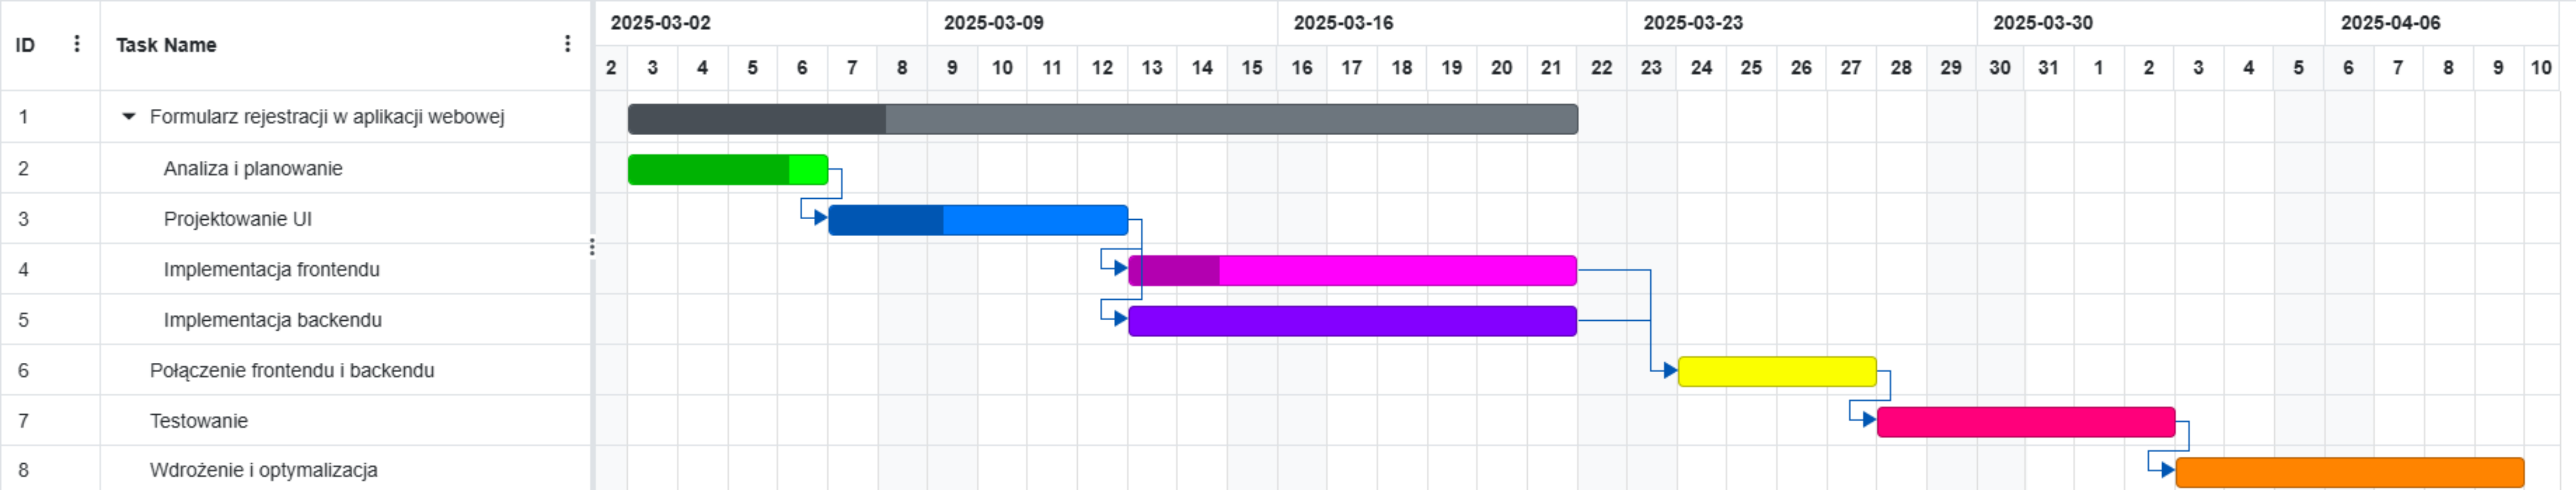 ID Task Name 2025-03-02 2025-03-09 2025-03-16 2025-03-23 2025-03-30 2025-04-06
2 3 4 5 6 7 8 9 10 11 12 13 14 15 16 17 18 19 20 21 22 23 24 25 26 27 28 29 30 31 1 2 3 4 5 6 7 8 9 10
1 Formularz rejestracji w aplikacji webowej
2 Analiza i planowanie
3 Projektowanie UI
4 Implementacja frontendu
5 Implementacja backendu
6 Połączenie frontendu i backendu
7 Testowanie
8 Wdrożenie i optymalizacja